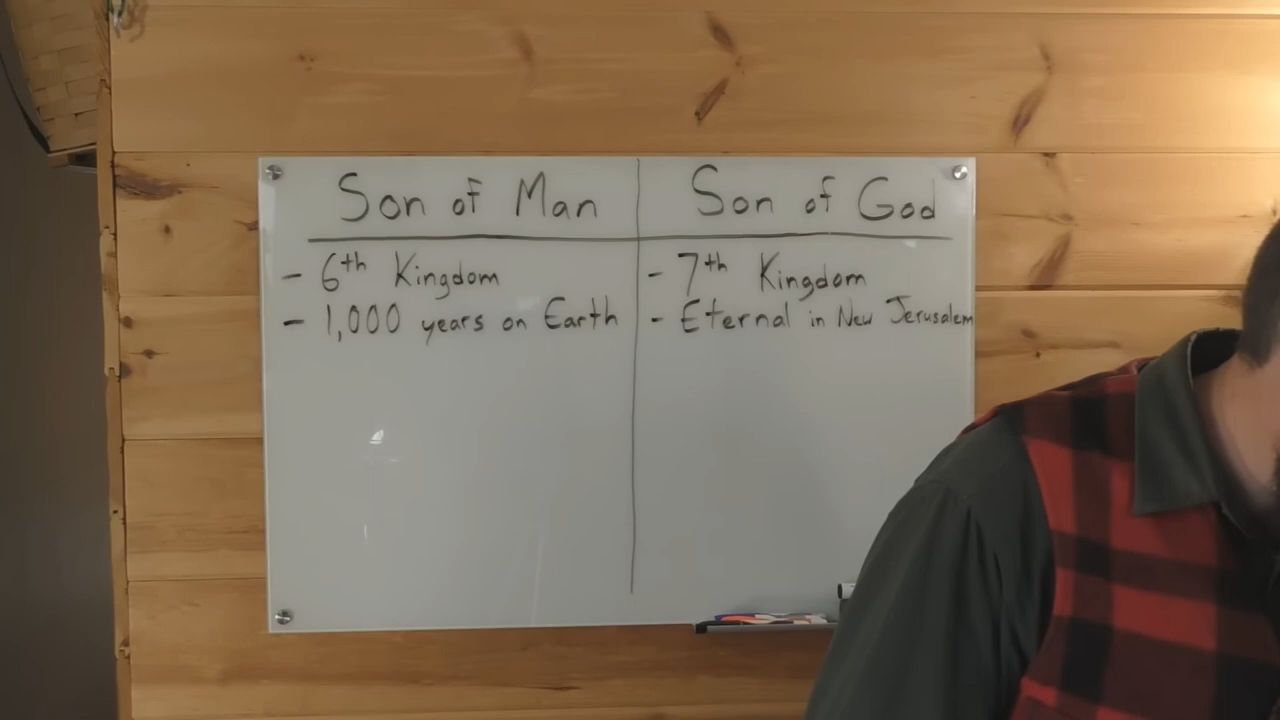 Son of Man
- 6th Kingdom
- 1,000 years on Earth
Son of God
- 7th Kingdom
- Eternal in New Jerusalem